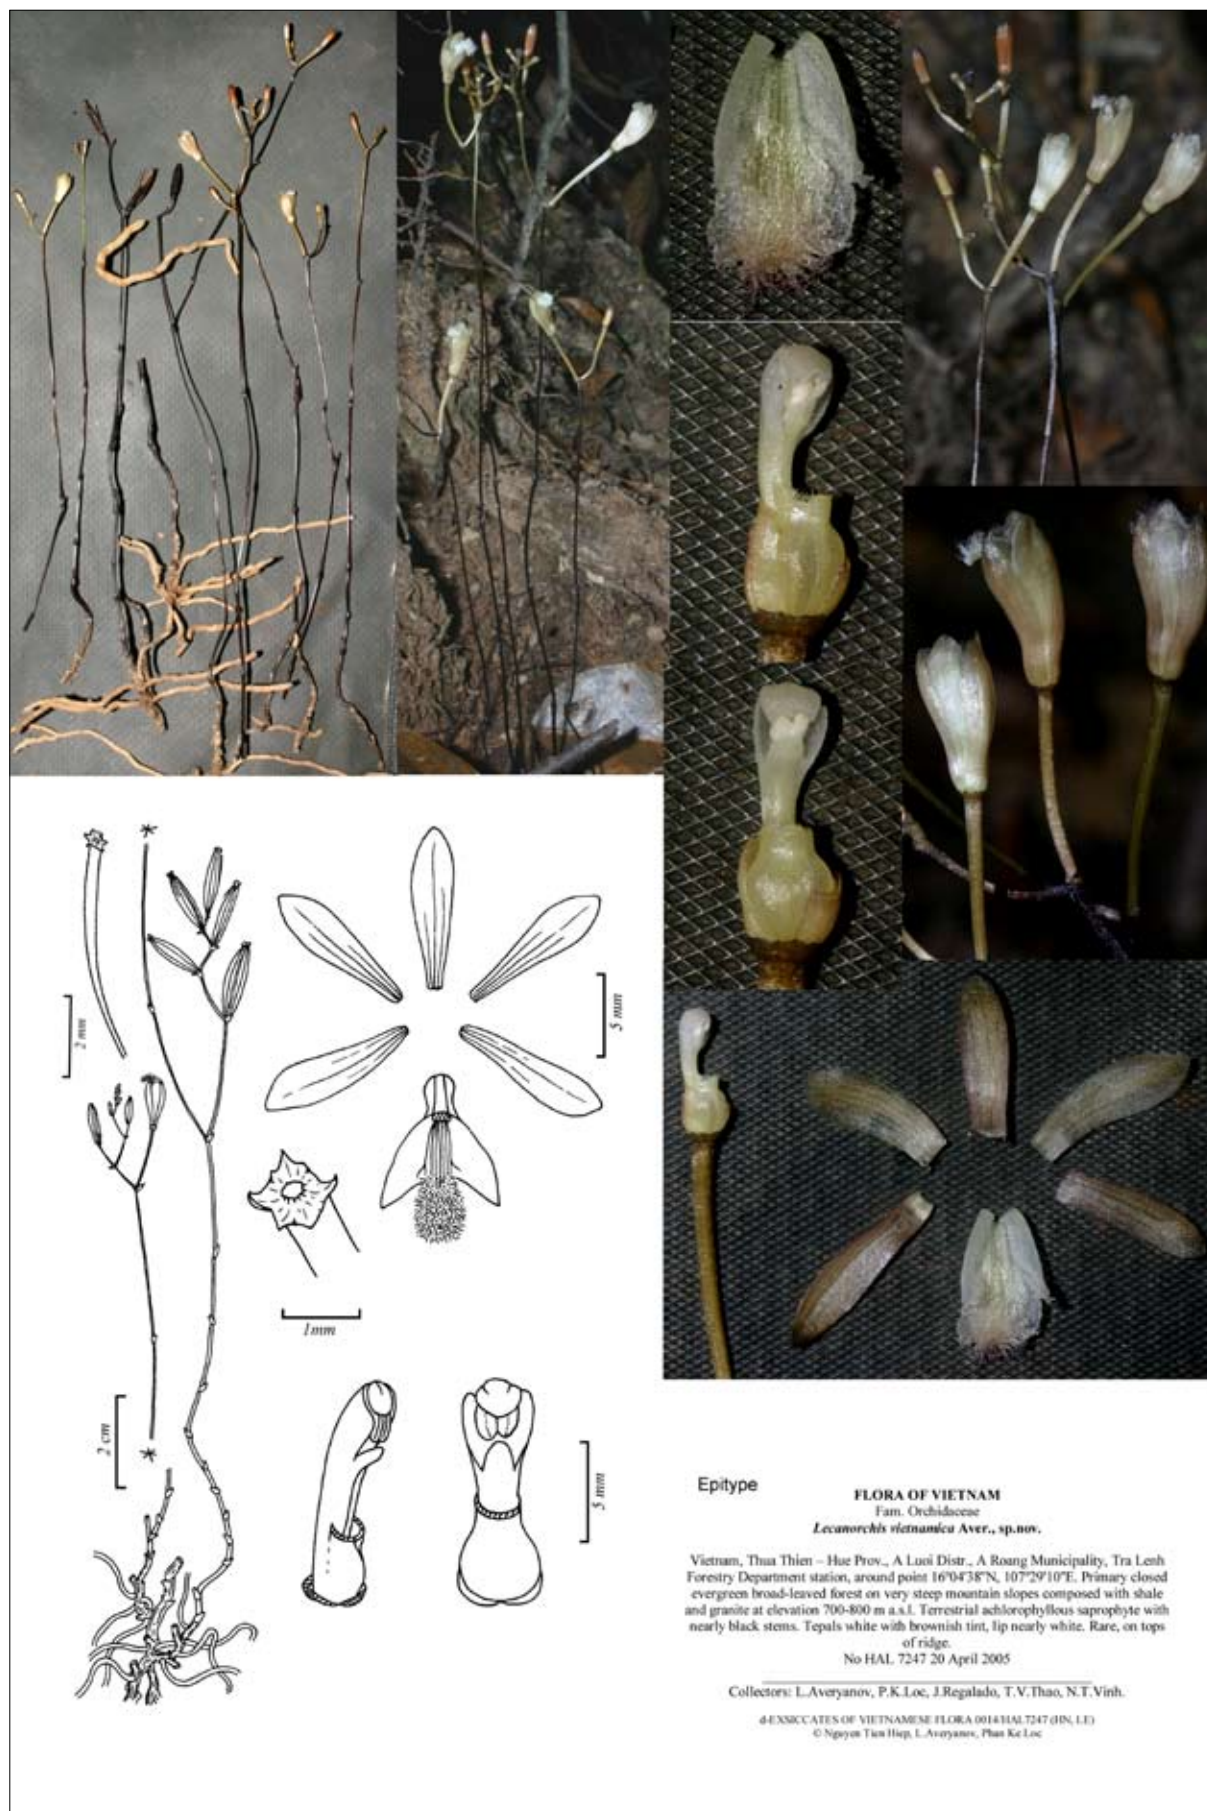 2 mm
5 mm
1mm
2 cm
5 mm
Epitype
FLORA OF VIETNAM
Fam. Orchidaceae
Lecanorchis vietnamica Aver., sp.nov.
Vietnam, Thua Thien – Hue Prov., A Luoi Distr., A Roang Municipality, Tra Lenh
Forestry Department station, around point 16°04'38"N, 107°29'10"E. Primary closed
evergreen broad-leaved forest on very steep mountain slopes composed with shale
and granite at elevation 700-800 m a.s.l. Terrestrial achlorophyllous saprophyte with
nearly black stems. Tepals white with brownish tint, lip nearly white. Rare, on tops
of ridge.
No HAL 7247 20 April 2005
Collectors: L.Averyanov, P.K.Loc, J.Regalado, T.V.Thao, N.T.Vinh.
d-EXSICCATES OF VIETNAMESE FLORA 0014/HAL7247 (HN, LE)
© Nguyen Tien Hiep, L.Averyanov, Phan Ke Loc